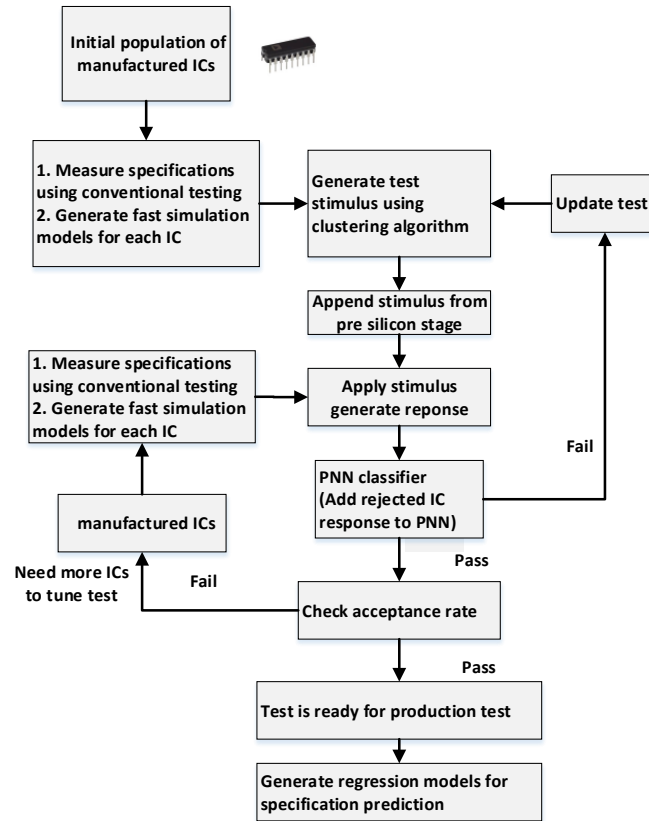 Initial population of
manufactured ICs
1. Measure specifications
using conventional testing
2. Generate fast simulation
models for each IC
Generate test
stimulus using
clustering algorithm
Update test
Append stimulus from
pre silicon stage
1. Measure specifications
using conventional testing
2. Generate fast simulation
models for each IC
Apply stimulus
generate reponse
Fail
PNN classifier
(Add rejected IC
response to PNN)
manufactured ICs
Pass
Need more ICs
to tune test
Fail
Check acceptance rate
Pass
Test is ready for production test
Generate regression models for
specification prediction